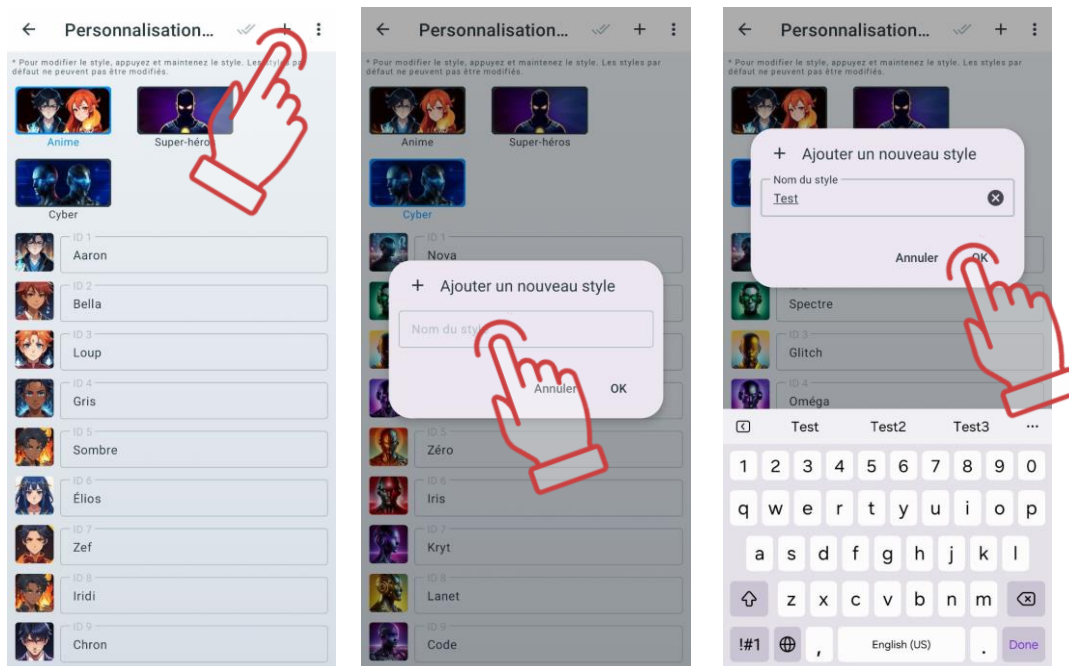 Personnalisation...
* Pour modifier le style, appuyez et maintenez le style. Les styles par
défaut ne peuvent pas être modifiés.
Anime
Super-héros
Cyber
ID 1
Aaron
ID 2
Bella
ID 3
Loup
ID 4
Gris
ID 5
Sombre
ID 6
Élios
ID 7
Zef
ID 8
Iridi
ID 9
Chron
Personnalisation...
* Pour modifier le style, appuyez et maintenez le style. Les styles par
défaut ne peuvent pas être modifiés.
Anime
Super-héros
Cyber
ID 1
Nova
+ Ajouter un nouveau style
Nom du style
Annuler
OK
ID 5
Zéro
ID 6
Iris
ID 7
Kryt
ID 8
Lanet
ID 9
Code
Personnalisation...
* Pour modifier le style, appuyez et maintenez le style. Les styles par
défaut ne peuvent pas être modifiés.
+ Ajouter un nouveau style
Nom du style
Test
Annuler
OK
Spectre
ID 3
Glitch
ID 4
Oméga
Test Test2 Test3 ...
1 2 3 4 5 6 7 8 9 0
q w e r t y u i o p
a s d f g h j k l
z x c v b n m
!#1 , English (US) . Done